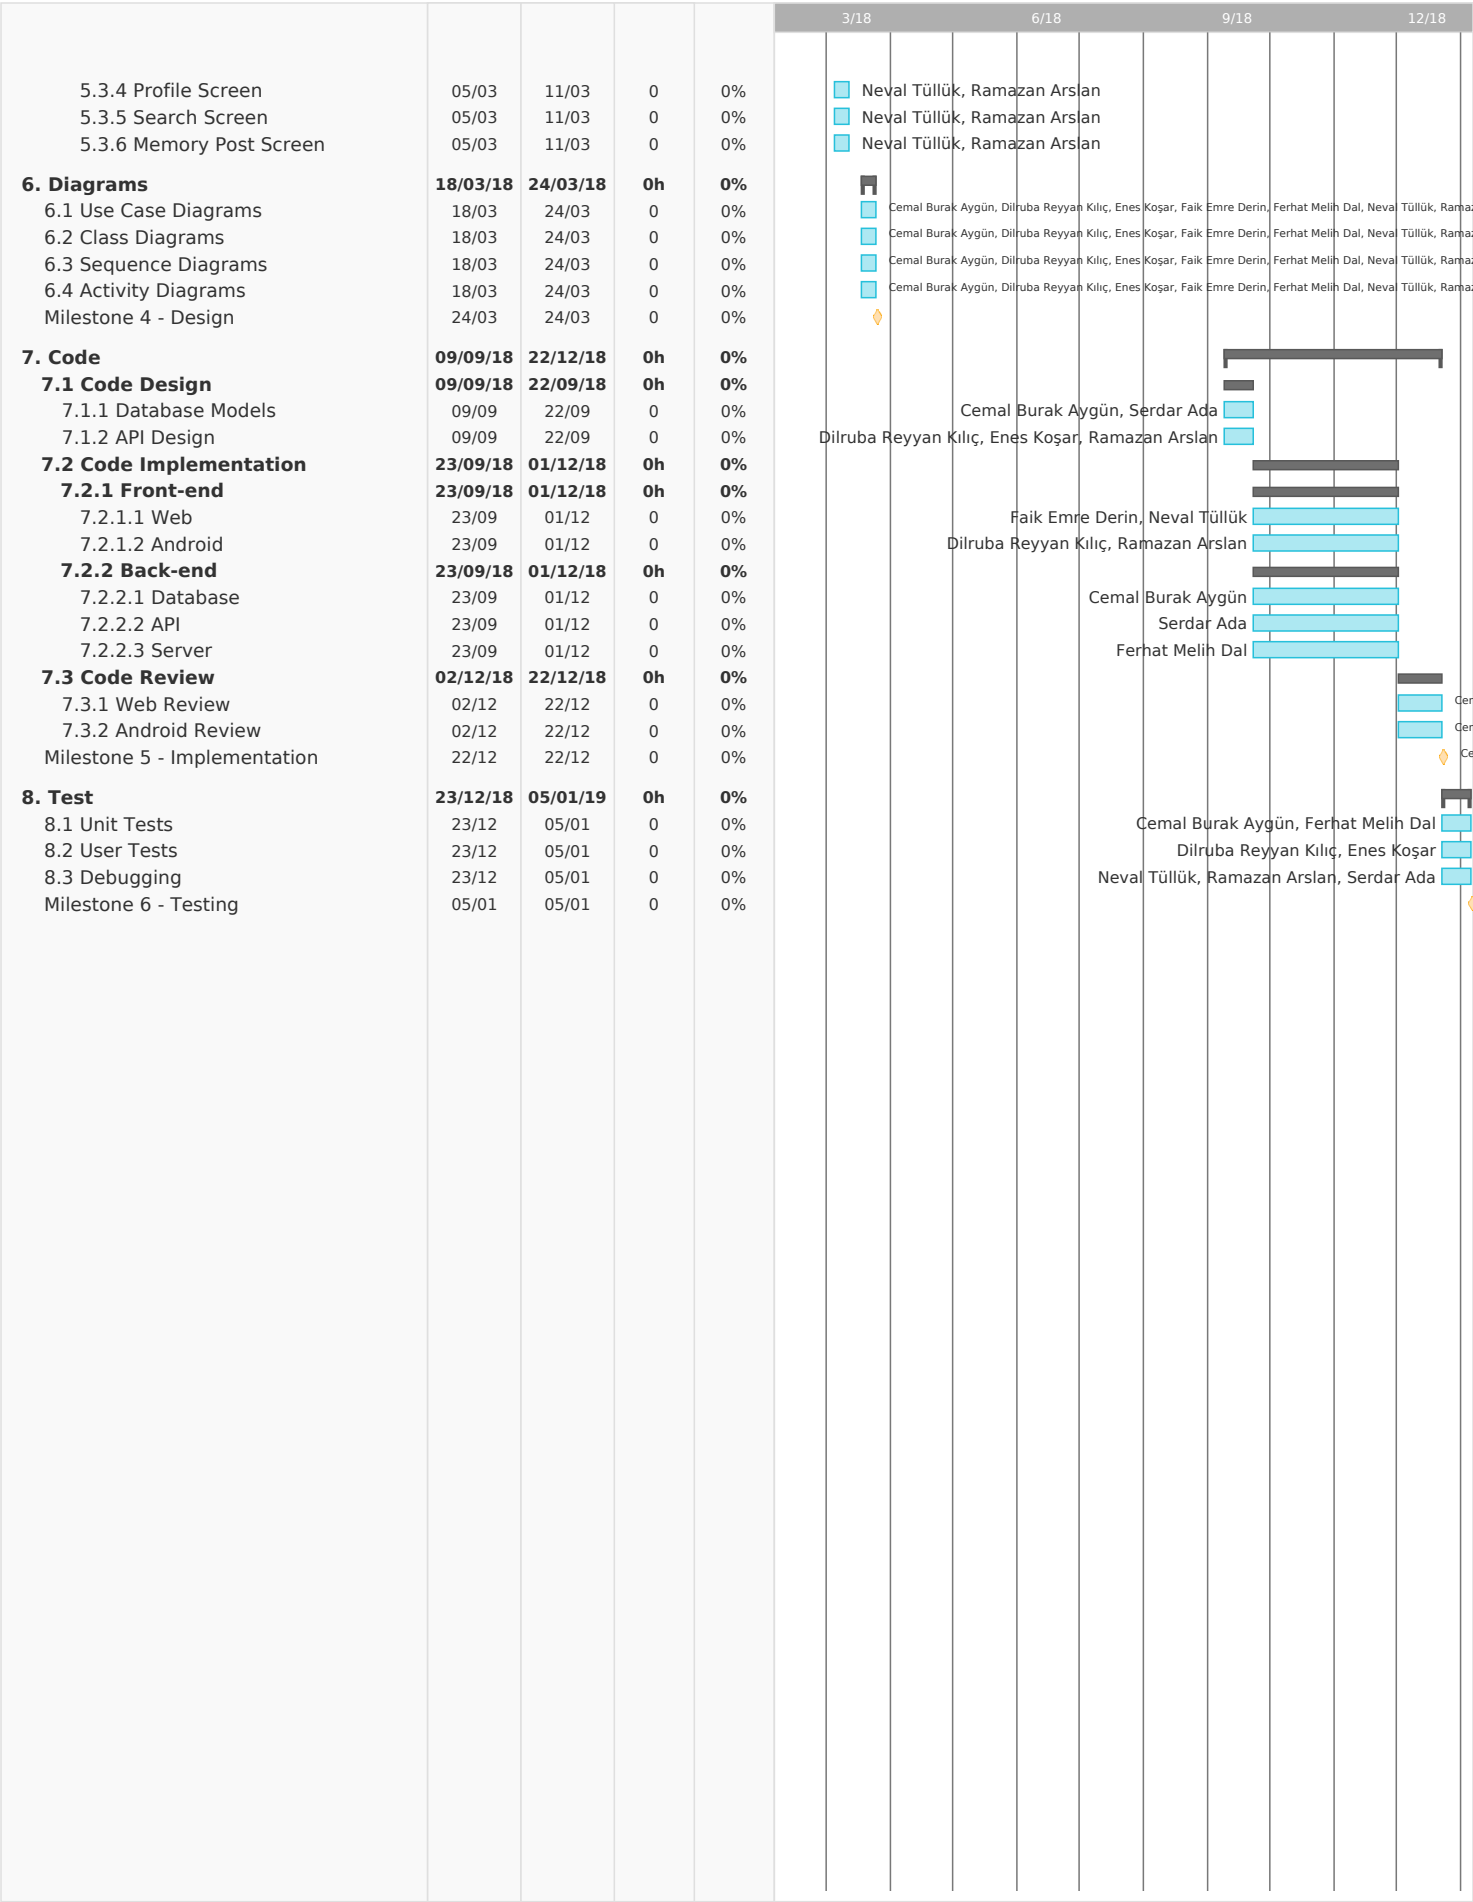 3/18 6/18 9/18 12/18
5.3.4 Profile Screen 05/03 11/03 0 0% Neval Tüllük, Ramazan Arslan
5.3.5 Search Screen 05/03 11/03 0 0% Neval Tüllük, Ramazan Arslan
5.3.6 Memory Post Screen 05/03 11/03 0 0% Neval Tüllük, Ramazan Arslan
6. Diagrams 18/03/18 24/03/18 0h 0%
6.1 Use Case Diagrams 18/03 24/03 0 0% Cemal Burak Aygün, Dilruba Reyyan Kılıç, Enes Koşar, Faik Emre Derin, Ferhat Melih Dal, Neval Tüllük,
6.2 Class Diagrams 18/03 24/03 0 0% Cemal Burak Aygün, Dilruba Reyyan Kılıç, Enes Koşar, Faik Emre Derin, Ferhat Melih Dal, Neval Tüllük,
6.3 Sequence Diagrams 18/03 24/03 0 0% Cemal Burak Aygün, Dilruba Reyyan Kılıç, Enes Koşar, Faik Emre Derin, Ferhat Melih Dal, Neval Tüllük,
6.4 Activity Diagrams 18/03 24/03 0 0% Cemal Burak Aygün, Dilruba Reyyan Kılıç, Enes Koşar, Faik Emre Derin, Ferhat Melih Dal, Neval Tüllük,
Milestone 4 - Design 24/03 24/03 0 0%
7. Code 09/09/18 22/12/18 0h 0%
7.1 Code Design 09/09/18 22/09/18 0h 0%
7.1.1 Database Models 09/09 22/09 0 0% Cemal Burak Aygün, Serdar Ada
7.1.2 API Design 09/09 22/09 0 0% Dilruba Reyyan Kılıç, Enes Koşar, Ramazan Arslan
7.2 Code Implementation 23/09/18 01/12/18 0h 0%
7.2.1 Front-end 23/09/18 01/12/18 0h 0%
7.2.1.1 Web 23/09 01/12 0 0% Faik Emre Derin, Neval Tüllük
7.2.1.2 Android 23/09 01/12 0 0% Dilruba Reyyan Kılıç, Ramazan Arslan
7.2.2 Back-end 23/09/18 01/12/18 0h 0%
7.2.2.1 Database 23/09 01/12 0 0% Cemal Burak Aygün
7.2.2.2 API 23/09 01/12 0 0% Serdar Ada
7.2.2.3 Server 23/09 01/12 0 0% Ferhat Melih Dal
7.3 Code Review 02/12/18 22/12/18 0h 0%
7.3.1 Web Review 02/12 22/12 0 0%
7.3.2 Android Review 02/12 22/12 0 0%
Milestone 5 - Implementation 22/12 22/12 0 0%
8. Test 23/12/18 05/01/19 0h 0%
8.1 Unit Tests 23/12 05/01 0 0% Cemal Burak Aygün, Ferhat Melih Dal
8.2 User Tests 23/12 05/01 0 0% Dilruba Reyyan Kılıç, Enes Koşar
8.3 Debugging 23/12 05/01 0 0% Neval Tüllük, Ramazan Arslan, Serdar Ada
Milestone 6 - Testing 05/01 05/01 0 0%